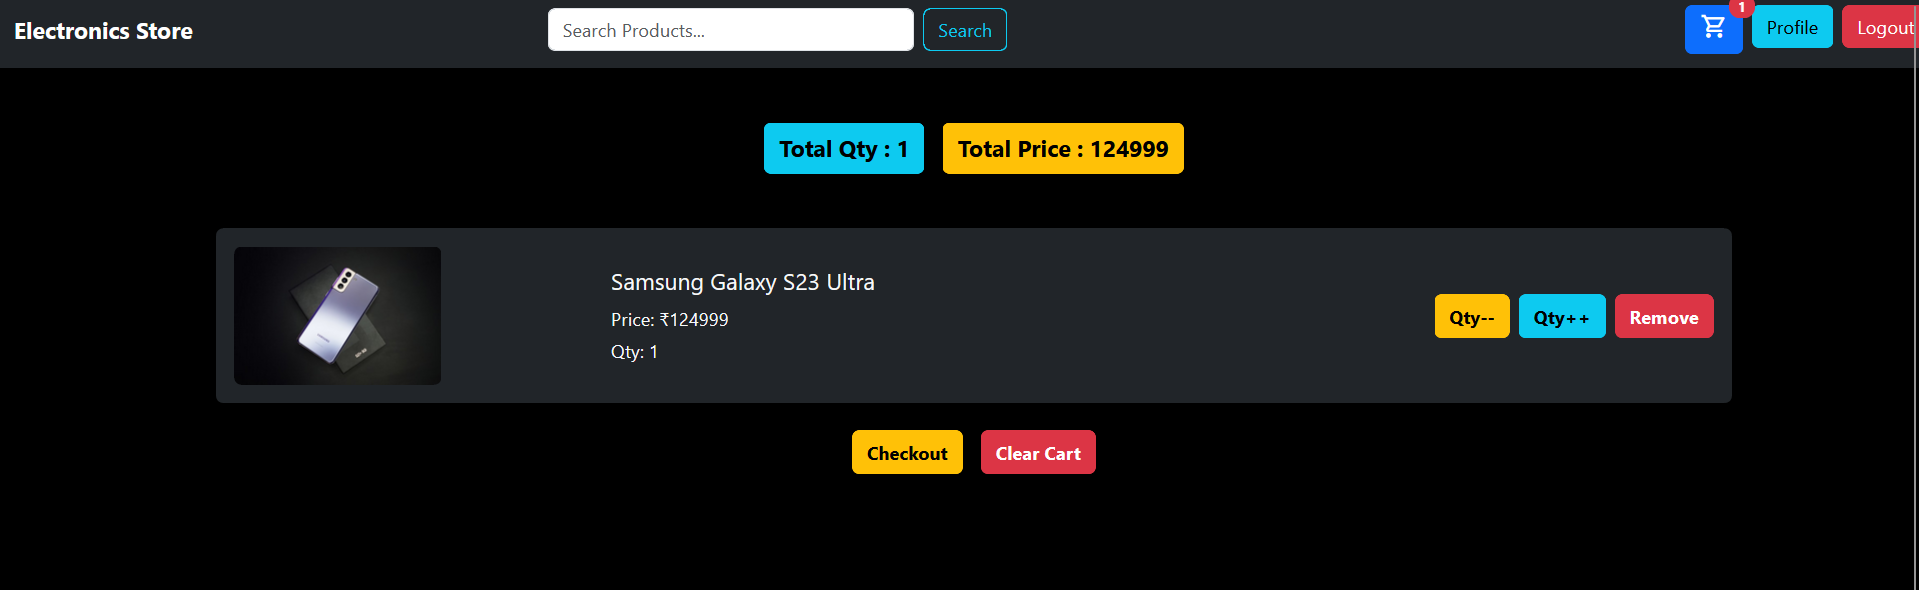 Electronics Store
Search Products...
Search
1
Profile
Logout
Total Qty : 1
Total Price : 124999
Samsung Galaxy S23 Ultra
Price: ₹124999
Qty: 1
Qty--
Qty++
Remove
Checkout
Clear Cart